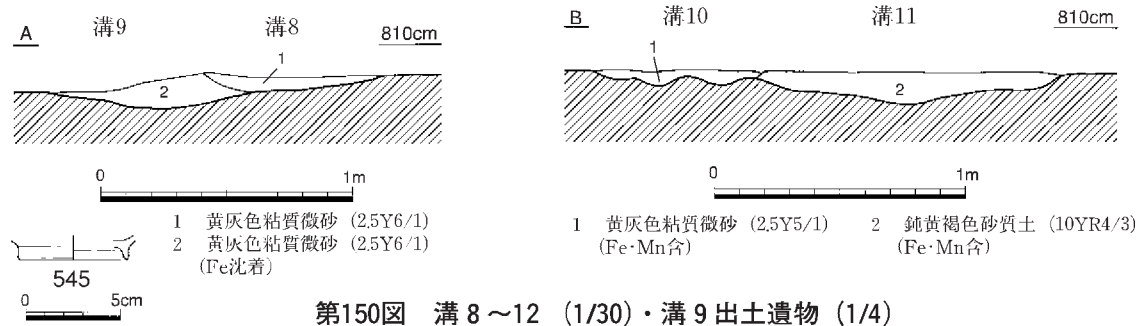 A 溝9 溝8 810cm
1
2
0 1m
1 黄灰色粘質微砂 (2.5Y6/1)
2 黄灰色粘質微砂 (2.5Y6/1)
(Fe沈着)
545
0 5cm
B 溝10 溝11 810cm
1
2
0 1m
1 黄灰色粘質微砂 (2.5Y5/1) 2 鈍黄褐色砂質土 (10YR4/3)
(Fe·Mn含) (Fe·Mn含)
第150図 溝8～12 (1/30)・溝9出土遺物 (1/4)